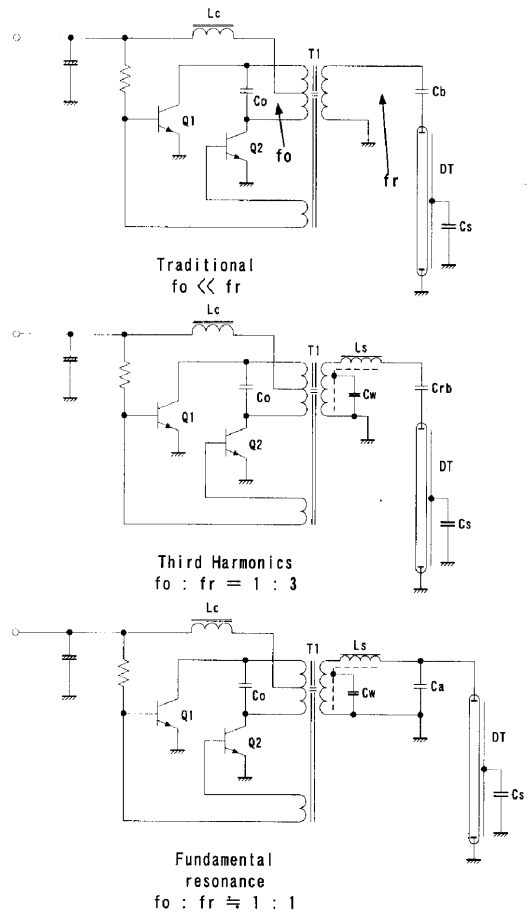 Lc
T1
Co
Cb
Q1
fo
Q2
fr
DT
Cs
Traditional
fo << fr
Lc
T1
Ls
Co
Cw
Crb
Q1
Q2
DT
Cs
Third Harmonics
fo : fr = 1 : 3
Lc
T1
Ls
Co
Cw
Ca
Q1
Q2
DT
Cs
Fundamental
resonance
fo : fr ≒ 1 : 1